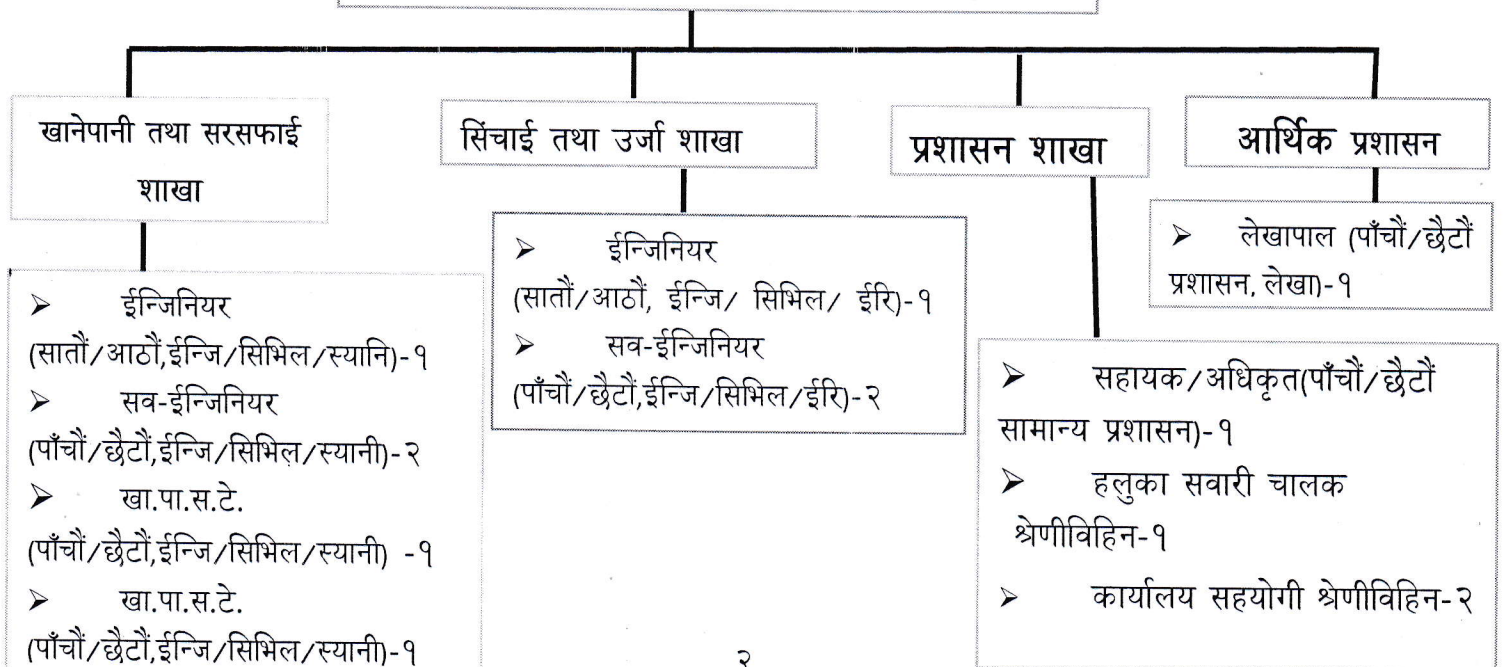 खानेपानी तथा सरसफाई
शाखा
➢ ईन्जिनियर
(सातौं/आठौं,ईन्जि/सिभिल/स्यानि)-१
➢ सव-ईन्जिनियर
(पाँचौं/छैटौं,ईन्जि/सिभिल/स्यानी)-२
➢ खा.पा.स.टे.
(पाँचौं/छैटौं,ईन्जि/सिभिल/स्यानी) -१
➢ खा.पा.स.टे.
(पाँचौं/छैटौं,ईन्जि/सिभिल/स्यानी)-१
सिंचाई तथा उर्जा शाखा
➢ ईन्जिनियर
(सातौं/आठौं, ईन्जि/ सिभिल/ ईरि)-१
➢ सव-ईन्जिनियर
(पाँचौं/छैटौं,ईन्जि/सिभिल/ईरि)-२
प्रशासन शाखा
➢ सहायक/अधिकृत(पाँचौं/छैटौं
सामान्य प्रशासन)-१
➢ हलुका सवारी चालक
श्रेणीविहिन-१
➢ कार्यालय सहयोगी श्रेणीविहिन-२
आर्थिक प्रशासन
➢ लेखापाल (पाँचौं/छैटौं
प्रशासन, लेखा)-१
२